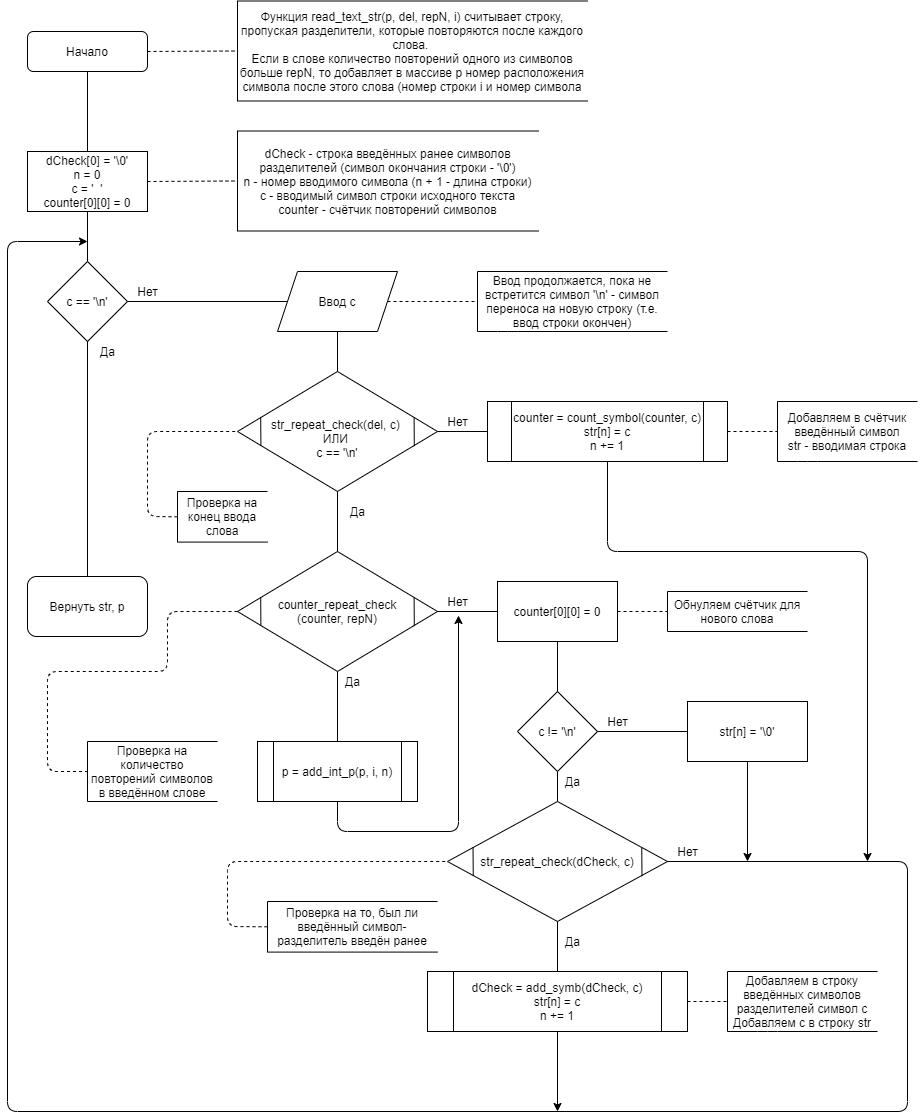 Функция read_text_str(p, del, repN, i) считывает строку,
пропуская разделители, которые повторяются после каждого
слова.
Если в слове количество повторений одного из символов
больше repN, то добавляет в массиве p номер расположения
символа после этого слова (номер строки i и номер символа
Начало
dCheck[0] = '\0'
n = 0
c = ' '
counter[0][0] = 0
dCheck - строка введённых ранее символов
разделителей (символ окончания строки - '\0')
n - номер вводимого символа (n + 1 - длина строки)
c - вводимый символ строки исходного текста
counter - счётчик повторений символов
c == '\n'
Нет
Да
Ввод c
Ввод продолжается, пока не
встретится символ '\n' - символ
переноса на новую строку (т.е.
ввод строки окончен)
str_repeat_check(del, c)
ИЛИ
c == '\n'
Нет
Да
counter = count_symbol(counter, c)
str[n] = c
n += 1
Добавляем в счётчик
введённый символ
str - вводимая строка
Проверка на
конец ввода
слова
Вернуть str, p
counter_repeat_check
(counter, repN)
Нет
Да
counter[0][0] = 0
Обнуляем счётчик для
нового слова
Проверка на
количество
повторений символов
в введённом слове
p = add_int_p(p, i, n)
c != '\n'
Нет
Да
str[n] = '\0'
str_repeat_check(dCheck, c)
Нет
Да
Проверка на то, был ли
введённый символ-
разделитель введён ранее
dCheck = add_symb(dCheck, c)
str[n] = c
n += 1
Добавляем в строку
введённых символов
разделителей символ c
Добавляем c в строку str